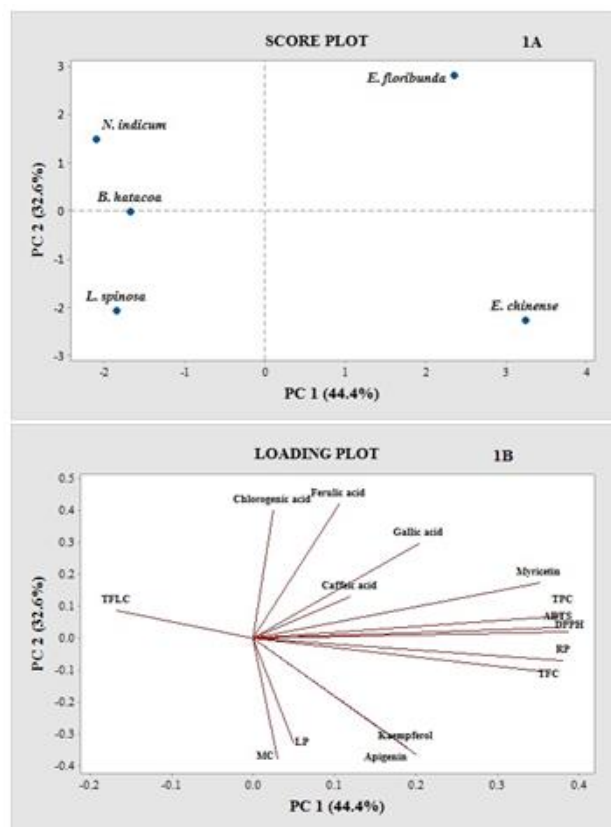 SCORE PLOT 1A
E. floribunda
N. indicum
B. hatacoa
L. spinosa
E. chinense
3
2
1
0
-1
-2
-3
PC 2 (32.6%)
-2 -1 0 1 2 3 4
PC 1 (44.4%)
LOADING PLOT 1B
Chlorogenic acid
Ferulic acid
Gallic acid
Caffeic acid
Myricetin
TFLC
TPC
ABTS
DPPH
RP
TFC
Kaempferol
LP
MC
Apigenin
0.5
0.4
0.3
0.2
0.1
0.0
-0.1
-0.2
-0.3
-0.4
PC 2 (32.6%)
-0.2 -0.1 0.0 0.1 0.2 0.3 0.4
PC 1 (44.4%)